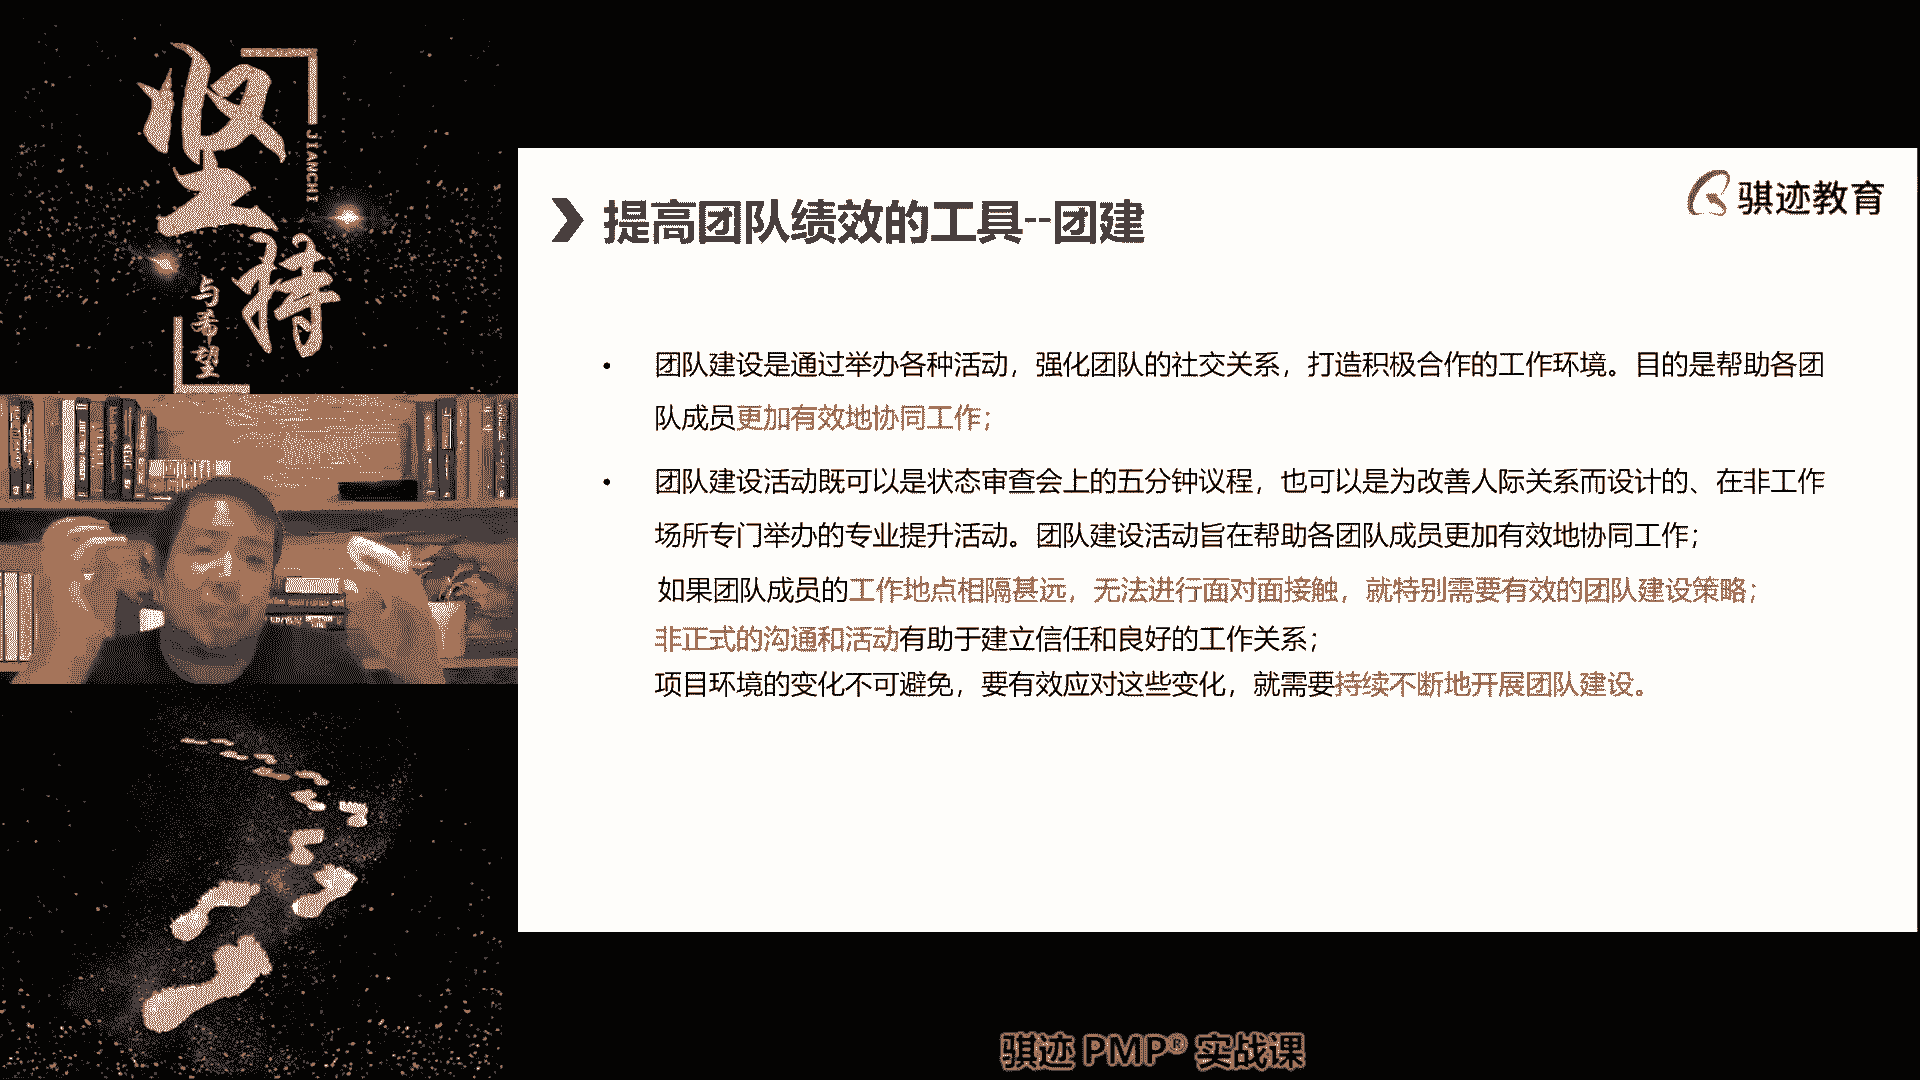 坚持
JIANCHI
与希望
骐迹教育
提高团队绩效的工具--团建
• 团队建设是通过举办各种活动，强化团队的社交关系，打造积极合作的工作环境。目的是帮助各团
队成员更加有效地协同工作；
• 团队建设活动既可以是状态审查会上的五分钟议程，也可以是为改善人际关系而设计的、在非工作
场所专门举办的专业提升活动。团队建设活动旨在帮助各团队成员更加有效地协同工作；
如果团队成员的工作地点相隔甚远，无法进行面对面接触，就特别需要有效的团队建设策略；
非正式的沟通和活动有助于建立信任和良好的工作关系；
项目环境的变化不可避免，要有效应对这些变化，就需要持续不断地开展团队建设。
骐迹 PMP® 实战课